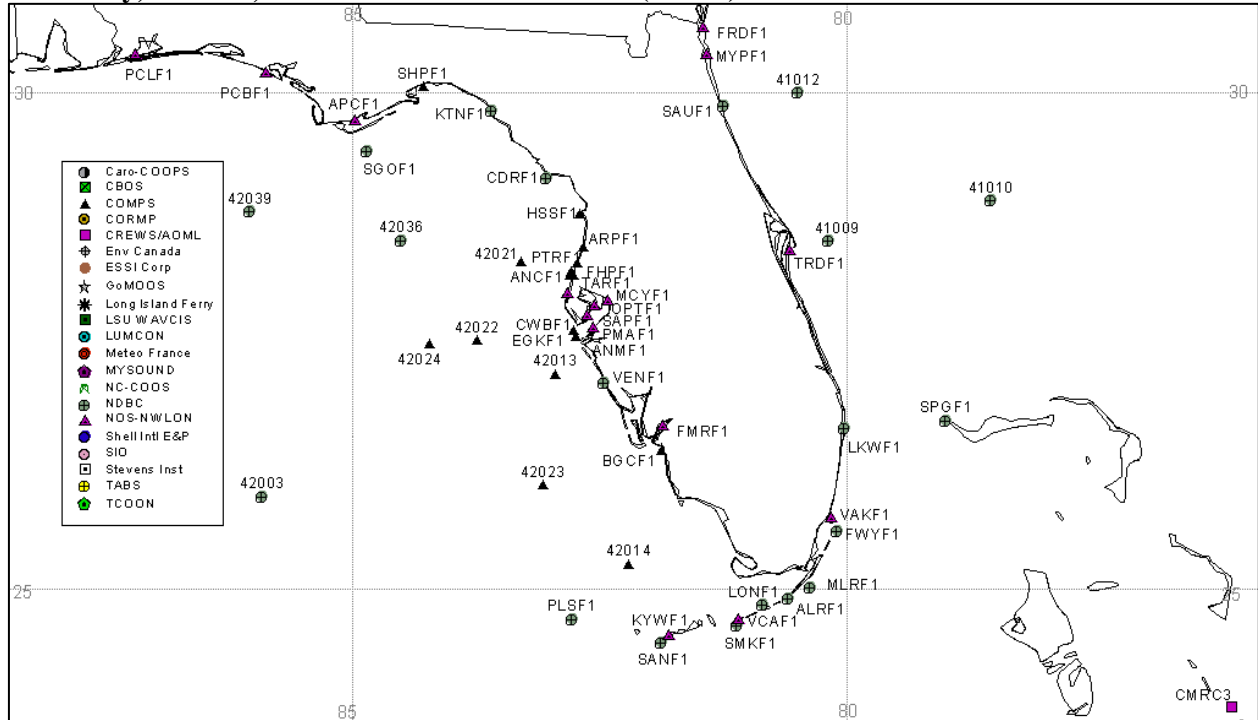 85
80
FRDF1
MYPF1
PCLF1
PCBF1
SHPF1
41012
30
30
APCF1
KTNF1
SAUF1
SGOF1
CDRF1
41010
42039
42036
HSSF1
41009
42021
ARPF1
PTRF1
TRDF1
ANCF1
FHPF1
TARF1
MCYF1
OPTF1
SAPF1
CWBF1
PMAF1
EGKF1
ANMF1
42022
42024
42013
VENF1
SPGF1
FMRF1
LKWF1
BGCF1
42023
42003
VAKF1
FWYF1
42014
25
25
LONF1
MLRF1
ALRF1
PLSF1
KYWF1
VCAF1
SMKF1
SANF1
CMRC3
85
80
Caro-COOPS
CBOS
COMPS
CORMP
CREWS/AOML
Env Canada
ESSI Corp
GoMOOS
Long Island Ferry
LSU WAVCIS
LUMCON
Meteo France
MYSOUND
NC-COOS
NDBC
NOS-NWLON
Shell Intl E&P
SIO
Stevens Inst
TABS
TCOON